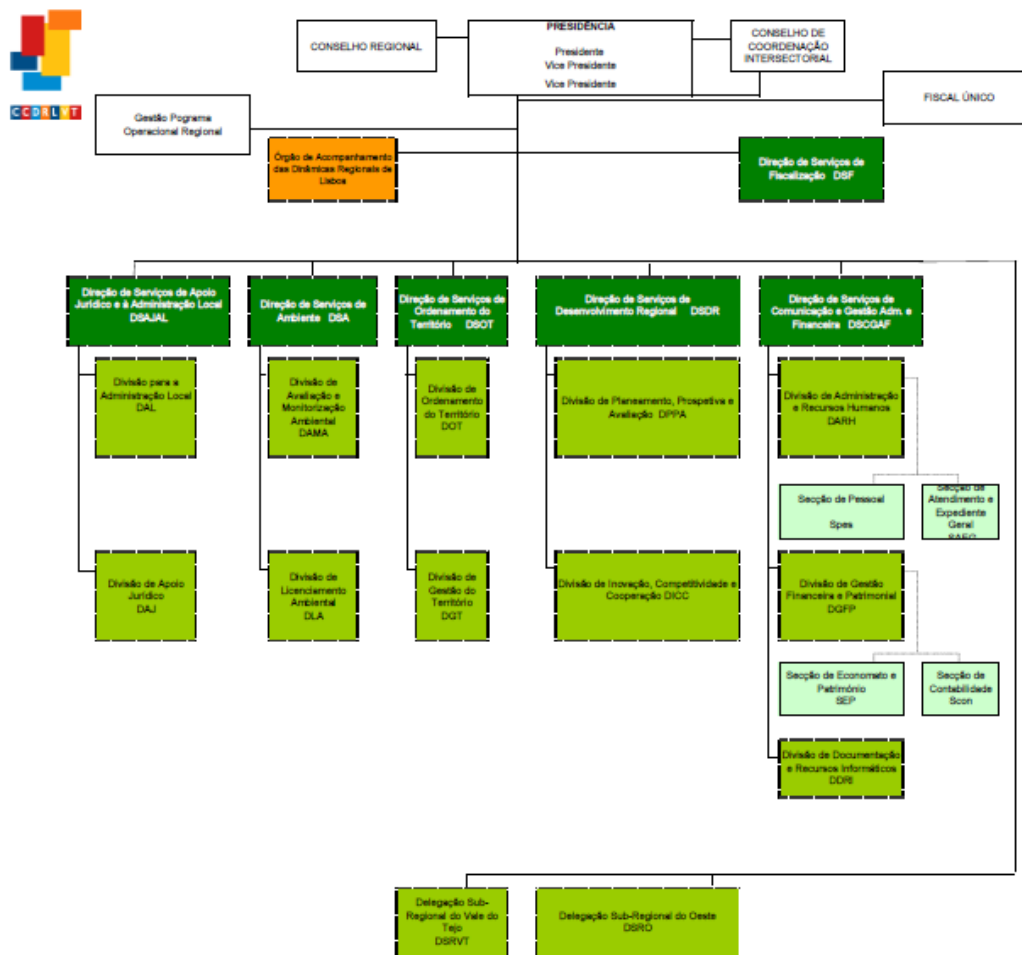 CCDRLVT
CONSELHO REGIONAL
PRESIDÊNCIA
Presidente
Vice Presidente
Vice Presidente
CONSELHO DE
COORDENAÇÃO
INTERSECTORIAL
FISCAL ÚNICO
Gestão Pograma
Operacional Regional
Órgão de Acompanhamento
das Dinâmicas Regionais de
Lisboa
Direção de Serviços de
Fiscalização DSF
Direção de Serviços de Apoio
Jurídico e à Administração Local
DSAJAL
Direção de Serviços de
Ambiente DSA
Direção de Serviços de
Ordenamento do
Território DSOT
Direção de Serviços de
Desenvolvimento Regional DSDR
Direção de Serviços de
Comunicação e Gestão Adm. e
Financeira DSCGAF
Divisão para a
Administração Local
DAL
Divisão de
Avaliação e
Monitorização
Ambiental
DAMA
Divisão de
Ordenamento
do Território
DOT
Divisão de Planeamento, Prospetiva e
Avaliação DPPA
Divisão de Administração
e Recursos Humanos
DARH
Secção de Pessoal
Spes
Secção de
Atendimento e
Expediente
Geral
SAEG
Divisão de Apoio
Jurídico
DAJ
Divisão de
Licenciamento
Ambiental
DLA
Divisão de
Gestão do
Território
DGT
Divisão de Inovação, Competitividade e
Cooperação DICC
Divisão de Gestão
Financeira e Patrimonial
DGFP
Secção de Economato e
Património
SEP
Secção de
Contabilidade
Scon
Divisão de Documentação
e Recursos Informáticos
DDRI
Delegação Sub-
Regional do Vale do
Tejo
DSRVT
Delegação Sub-Regional do Oeste
DSRO